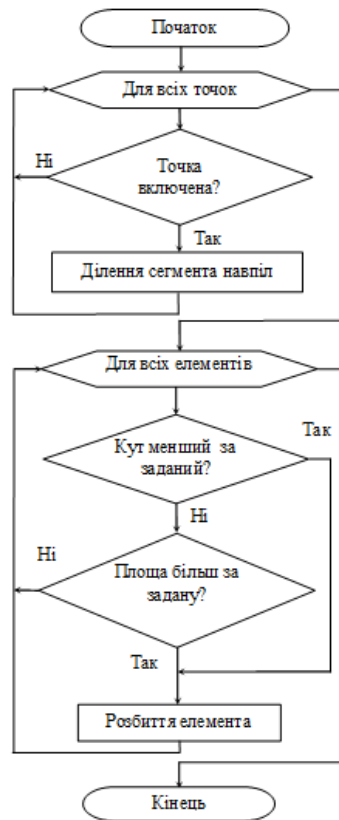 Початок
Для всіх точок
Ні
Точка
включена?
Так
Ділення сегмента навпіл
Для всіх елементів
Так
Кут менший за
заданий?
Ні
Ні
Площа більш за
задану?
Так
Розбиття елемента
Кінець